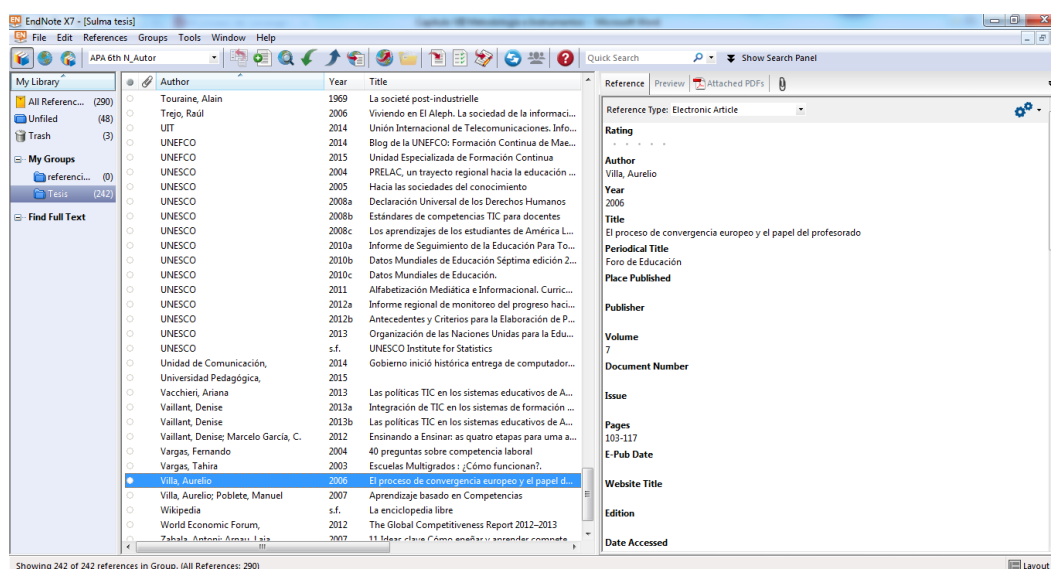 EndNote X7 - [Sulma tesis]
File Edit References Groups Tools Window Help
APA 6th N_Autor
Quick Search
Show Search Panel
My Library
All Referenc... (290)
Unfiled (48)
Trash (3)
My Groups
referenci... (0)
Tesis (242)
Find Full Text
Author Year Title
Touraine, Alain 1969 La societé post-industrielle
Trejo, Raúl 2006 Viviendo en El Aleph. La sociedad de la informaci...
UIT 2014 Unión Internacional de Telecomunicaciones. Info...
UNEFCO 2014 Blog de la UNEFCO: Formación Continua de Mae...
UNEFCO 2015 Unidad Especializada de Formación Continua
UNESCO 2004 PRELAC, un trayecto regional hacia la educación ...
UNESCO 2005 Hacia las sociedades del conocimiento
UNESCO 2008a Declaración Universal de los Derechos Humanos
UNESCO 2008b Estándares de competencias TIC para docentes
UNESCO 2008c Los aprendizajes de los estudiantes de América L...
UNESCO 2010a Informe de Seguimiento de la Educación Para To...
UNESCO 2010b Datos Mundiales de Educación Séptima edición 2...
UNESCO 2010c Datos Mundiales de Educación.
UNESCO 2011 Alfabetización Mediática e Informacional. Curric...
UNESCO 2012a Informe regional de monitoreo del progreso haci...
UNESCO 2012b Antecedentes y Criterios para la Elaboración de P...
UNESCO 2013 Organización de las Naciones Unidas para la Edu...
UNESCO s.f. UNESCO Institute for Statistics
Unidad de Comunicación, 2014 Gobierno inició histórica entrega de computador...
Universidad Pedagógica, 2015
Vacchieri, Ariana 2013 Las políticas TIC en los sistemas educativos de A...
Vaillant, Denise 2013a Integración de TIC en los sistemas de formación ...
Vaillant, Denise 2013b Las políticas TIC en los sistemas educativos de A...
Vaillant, Denise; Marcelo García, C. 2012 Ensinando a Ensinar: as quatro etapas para uma a...
Vargas, Fernando 2004 40 preguntas sobre competencia laboral
Vargas, Tahira 2003 Escuelas Multigrados : ¿Cómo funcionan?.
Villa, Aurelio 2006 El proceso de convergencia europeo y el papel d...
Villa, Aurelio; Poblete, Manuel 2007 Aprendizaje basado en Competencias
Wikipedia s.f. La enciclopedia libre
World Economic Forum, 2012 The Global Competitiveness Report 2012–2013
Zabala, Antoni; Arnau, Laia 2007 11 Ideas clave Cómo eneñar y aprender compete...
Reference Preview Attached PDFs
Reference Type: Electronic Article
Rating
Author
Villa, Aurelio
Year
2006
Title
El proceso de convergencia europeo y el papel del profesorado
Periodical Title
Foro de Educación
Place Published
Publisher
Volume
7
Document Number
Issue
Pages
103-117
E-Pub Date
Website Title
Edition
Date Accessed
Showing 242 of 242 references in Group. (All References: 290)
Layout